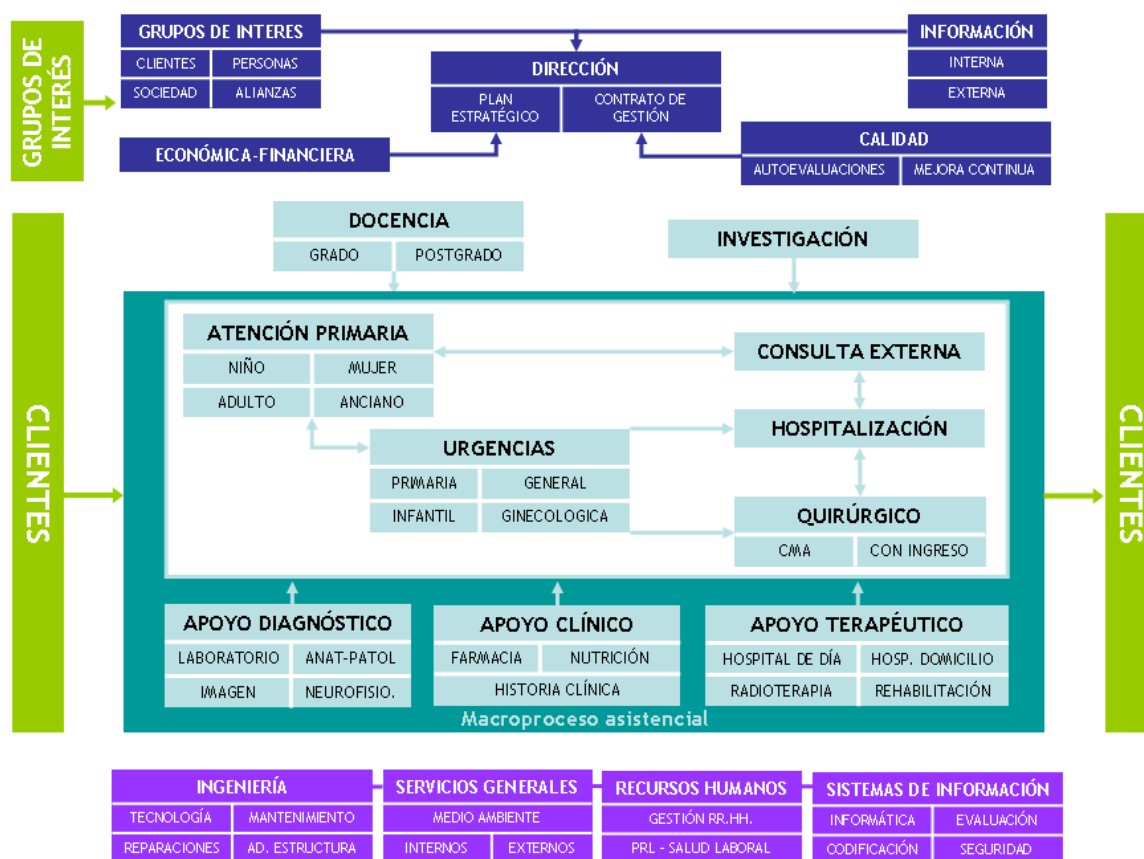 GRUPOS DE
INTERÉS
GRUPOS DE INTERES
CLIENTES
PERSONAS
SOCIEDAD
ALIANZAS
INFORMACIÓN
INTERNA
EXTERNA
DIRECCIÓN
PLAN
ESTRATÉGICO
CONTRATO DE
GESTIÓN
ECONÓMICA-FINANCIERA
CALIDAD
AUTOEVALUACIONES
MEJORA CONTINUA
CLIENTES
DOCENCIA
GRADO
POSTGRADO
INVESTIGACIÓN
ATENCIÓN PRIMARIA
NIÑO
MUJER
ADULTO
ANCIANO
CONSULTA EXTERNA
HOSPITALIZACIÓN
URGENCIAS
PRIMARIA
GENERAL
INFANTIL
GINECOLOGICA
QUIRÚRGICO
CMA
CON INGRESO
APOYO DIAGNÓSTICO
LABORATORIO
ANAT-PATOL
IMAGEN
NEUROFISIO.
APOYO CLÍNICO
FARMACIA
NUTRICIÓN
HISTORIA CLÍNICA
APOYO TERAPÉUTICO
HOSPITAL DE DÍA
HOSP. DOMICILIO
RADIOTERAPIA
REHABILITACIÓN
Macroproceso asistencial
CLIENTES
INGENIERÍA
TECNOLOGÍA
MANTENIMIENTO
REPARACIONES
AD. ESTRUCTURA
SERVICIOS GENERALES
MEDIO AMBIENTE
INTERNOS
EXTERNOS
RECURSOS HUMANOS
GESTIÓN RR.HH.
PRL - SALUD LABORAL
SISTEMAS DE INFORMACIÓN
INFORMÁTICA
EVALUACIÓN
CODIFICACIÓN
SEGURIDAD